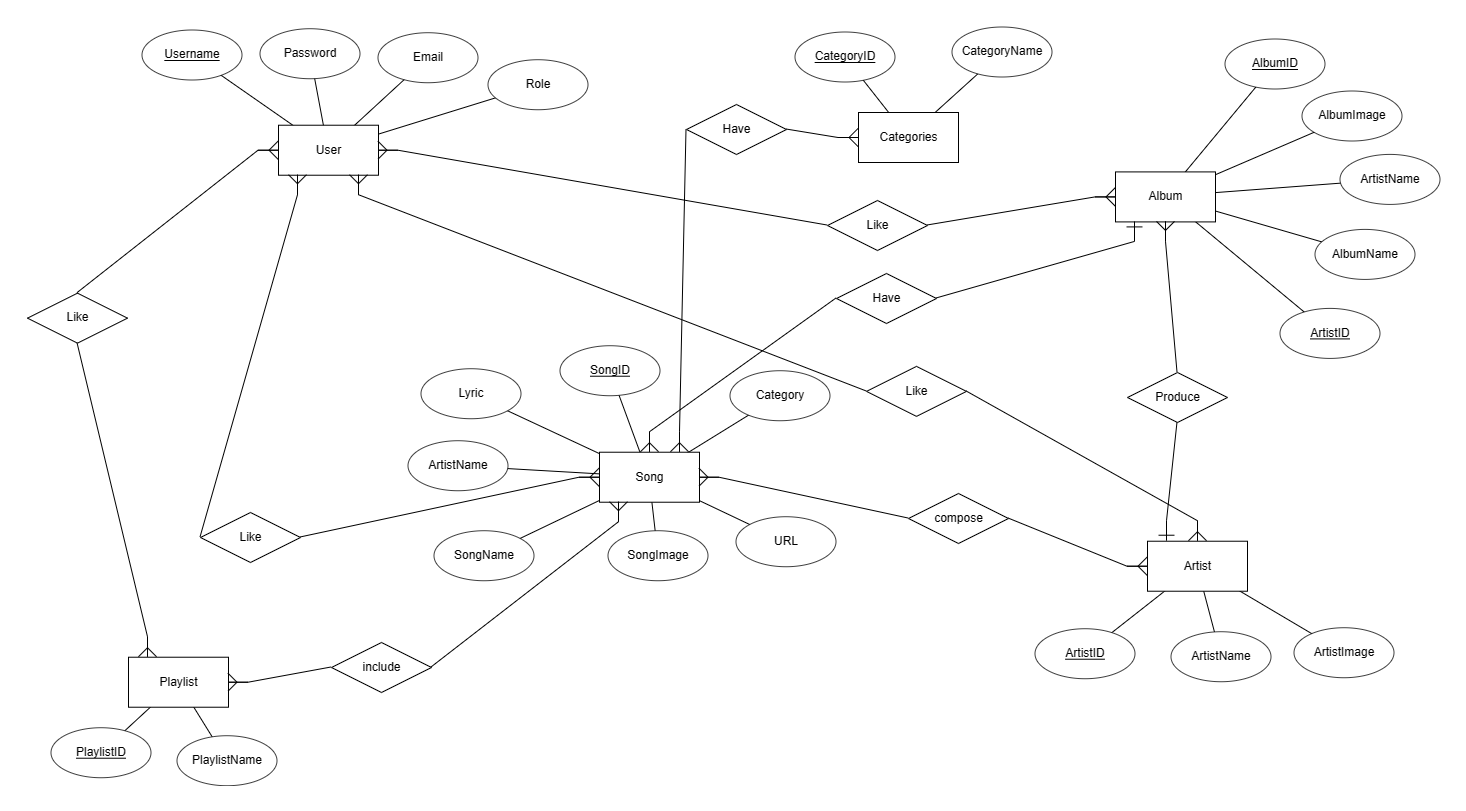 Username
Password
Email
Role
User
CategoryID
CategoryName
Have
Categories
AlbumID
AlbumImage
ArtistName
Album
AlbumName
ArtistID
Like
Have
Like
Like
Produce
SongID
Lyric
Category
ArtistName
Song
SongName
SongImage
URL
Like
compose
Artist
ArtistID
ArtistName
ArtistImage
include
Playlist
PlaylistID
PlaylistName